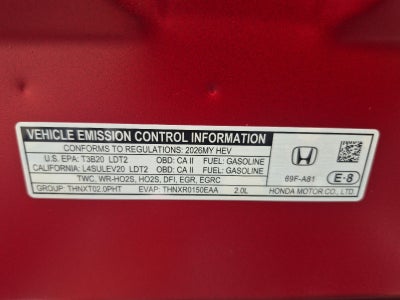 VEHICLE EMISSION CONTROL INFORMATION
CONFORMS TO REGULATIONS: 2026MY HEV
U.S. EPA: T3B20 LDT2 OBD: CA II FUEL: GASOLINE
CALIFORNIA: L4SULEV20 LDT2 OBD: CA II FUEL: GASOLINE
TWC, WR-HO2S, HO2S, DFI, EGR, EGRC
GROUP: THNXT02.0PHT EVAP: THNXR0150EAA 2.0L
69F-A81
E-8
HONDA MOTOR CO., LTD.